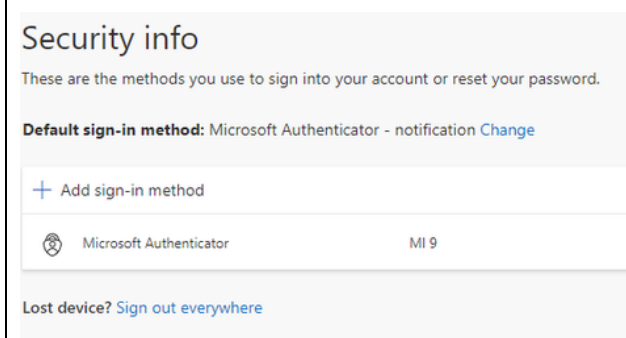 Security info
These are the methods you use to sign into your account or reset your password.
Default sign-in method: Microsoft Authenticator - notification Change
+ Add sign-in method
Microsoft Authenticator MI 9
Lost device? Sign out everywhere